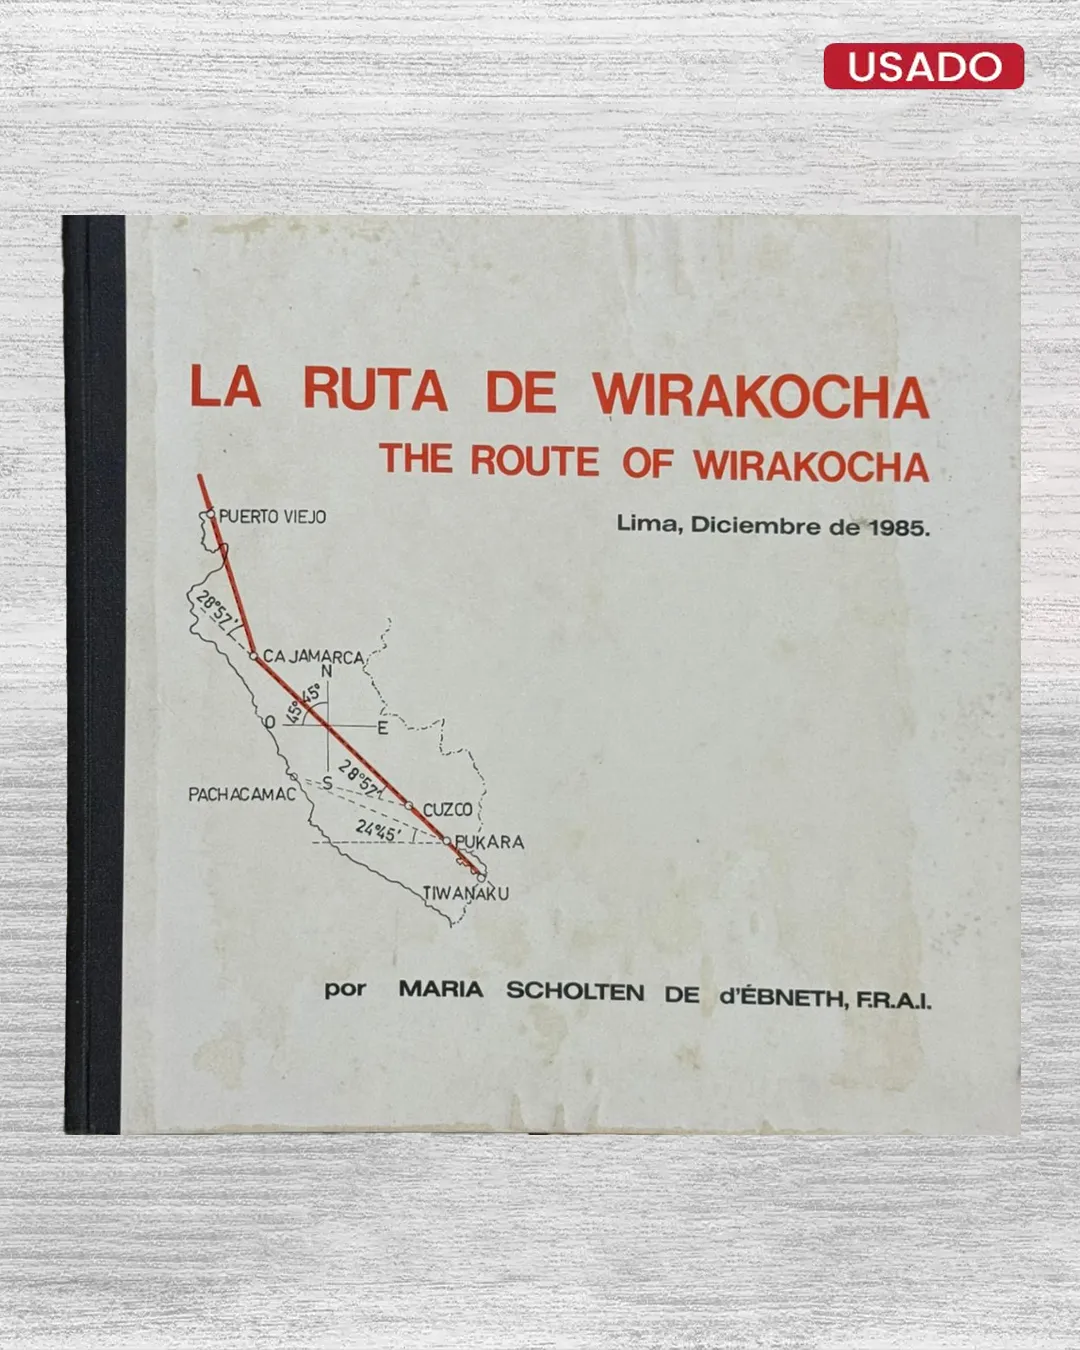 USADO
LA RUTA DE WIRAKOCHA
THE ROUTE OF WIRAKOCHA
Lima, Diciembre de 1985.
PUERTO VIEJO
28°57'
CAJAMARCA
N
45° 45°
O E
S
28°57'
PACHACAMAC
CUZCO
24°45'
PUKARA
TIWANAKU
por MARIA SCHOLTEN DE d'ÉBNETH, F.R.A.I.